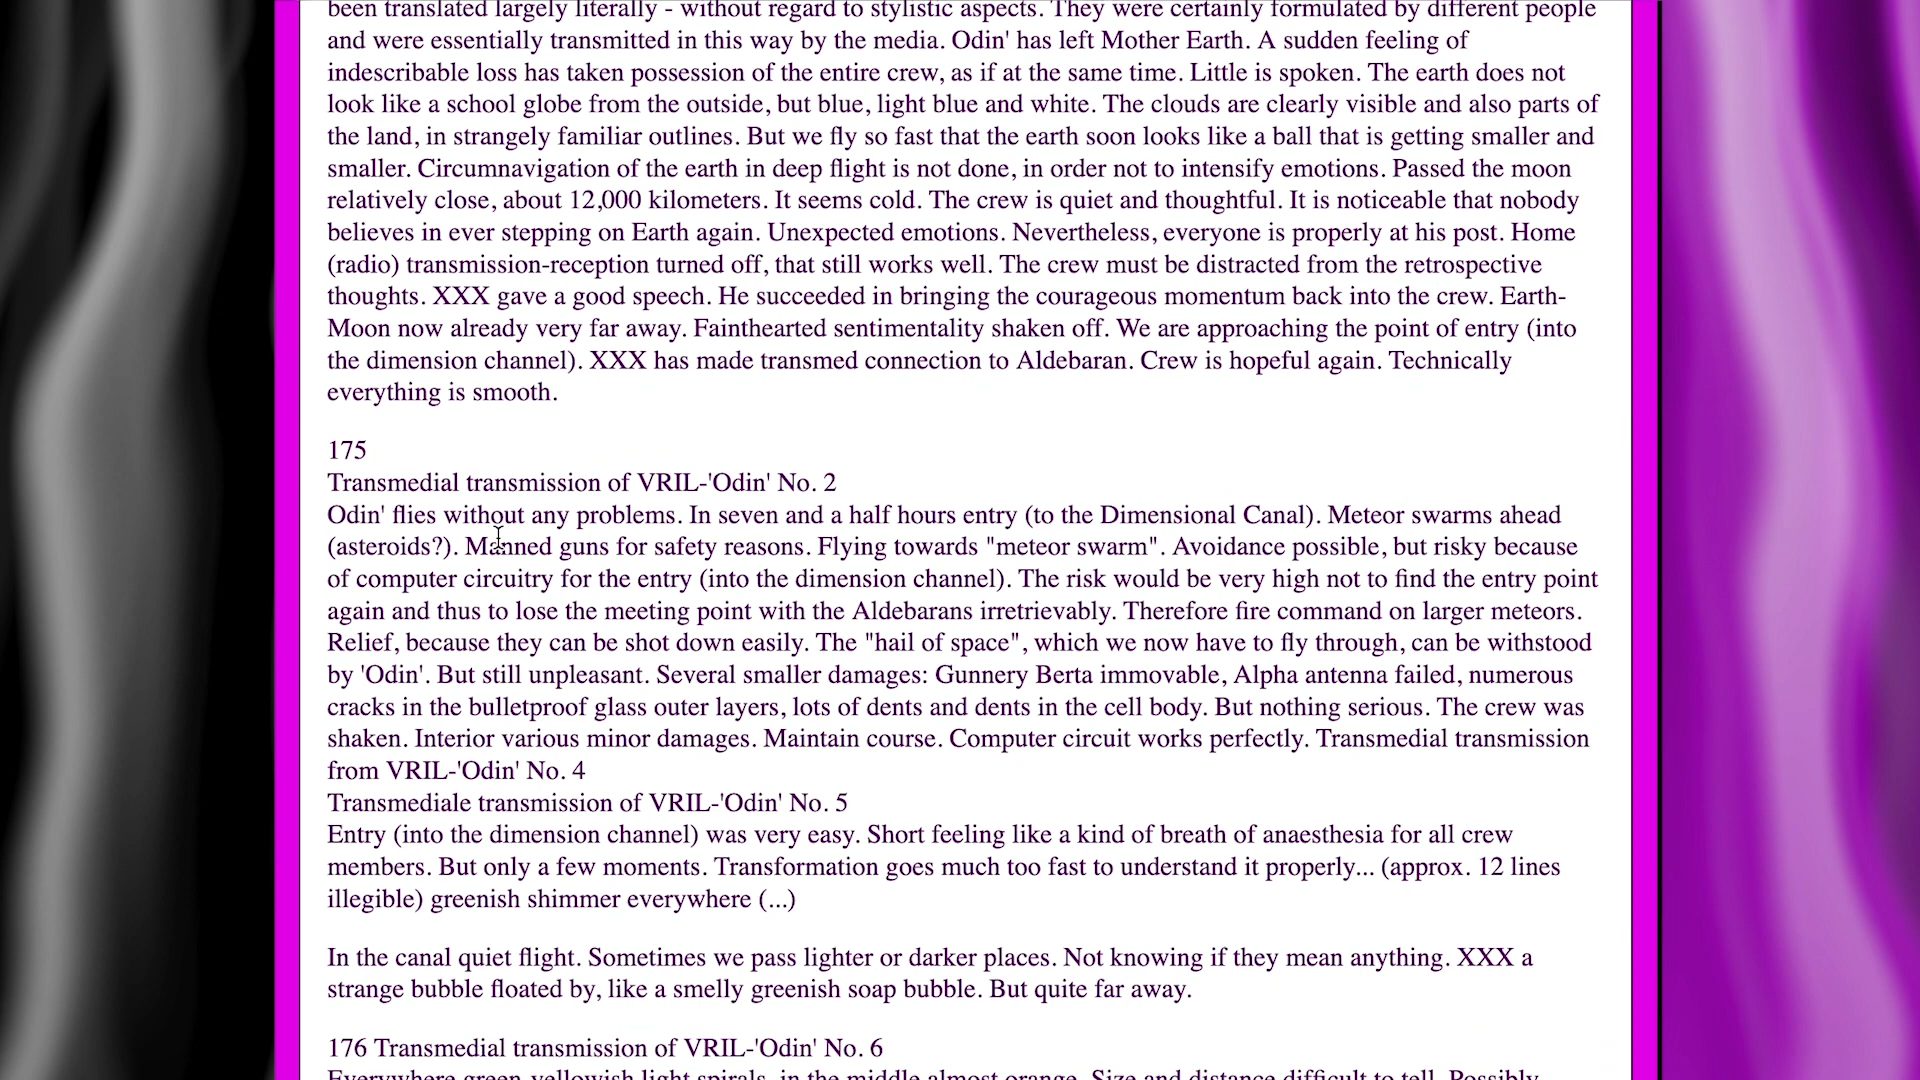 been translated largely literally - without regard to stylistic aspects. They were certainly formulated by different people
and were essentially transmitted in this way by the media. Odin' has left Mother Earth. A sudden feeling of
indescribable loss has taken possession of the entire crew, as if at the same time. Little is spoken. The earth does not
look like a school globe from the outside, but blue, light blue and white. The clouds are clearly visible and also parts of
the land, in strangely familiar outlines. But we fly so fast that the earth soon looks like a ball that is getting smaller and
smaller. Circumnavigation of the earth in deep flight is not done, in order not to intensify emotions. Passed the moon
relatively close, about 12,000 kilometers. It seems cold. The crew is quiet and thoughtful. It is noticeable that nobody
believes in ever stepping on Earth again. Unexpected emotions. Nevertheless, everyone is properly at his post. Home
(radio) transmission-reception turned off, that still works well. The crew must be distracted from the retrospective
thoughts. XXX gave a good speech. He succeeded in bringing the courageous momentum back into the crew. Earth-
Moon now already very far away. Fainthearted sentimentality shaken off. We are approaching the point of entry (into
the dimension channel). XXX has made transmed connection to Aldebaran. Crew is hopeful again. Technically
everything is smooth.
175
Transmedial transmission of VRIL-'Odin' No. 2
Odin' flies without any problems. In seven and a half hours entry (to the Dimensional Canal). Meteor swarms ahead
(asteroids?). Manned guns for safety reasons. Flying towards "meteor swarm". Avoidance possible, but risky because
of computer circuitry for the entry (into the dimension channel). The risk would be very high not to find the entry point
again and thus to lose the meeting point with the Aldebarans irretrievably. Therefore fire command on larger meteors.
Relief, because they can be shot down easily. The "hail of space", which we now have to fly through, can be withstood
by 'Odin'. But still unpleasant. Several smaller damages: Gunnery Berta immovable, Alpha antenna failed, numerous
cracks in the bulletproof glass outer layers, lots of dents and dents in the cell body. But nothing serious. The crew was
shaken. Interior various minor damages. Maintain course. Computer circuit works perfectly. Transmedial transmission
from VRIL-'Odin' No. 4
Transmediale transmission of VRIL-'Odin' No. 5
Entry (into the dimension channel) was very easy. Short feeling like a kind of breath of anaesthesia for all crew
members. But only a few moments. Transformation goes much too fast to understand it properly... (approx. 12 lines
illegible) greenish shimmer everywhere (...)
In the canal quiet flight. Sometimes we pass lighter or darker places. Not knowing if they mean anything. XXX a
strange bubble floated by, like a smelly greenish soap bubble. But quite far away.
176 Transmedial transmission of VRIL-'Odin' No. 6
Everywhere green-yellowish light spirals, in the middle almost orange. Size and distance difficult to tell. Possibly